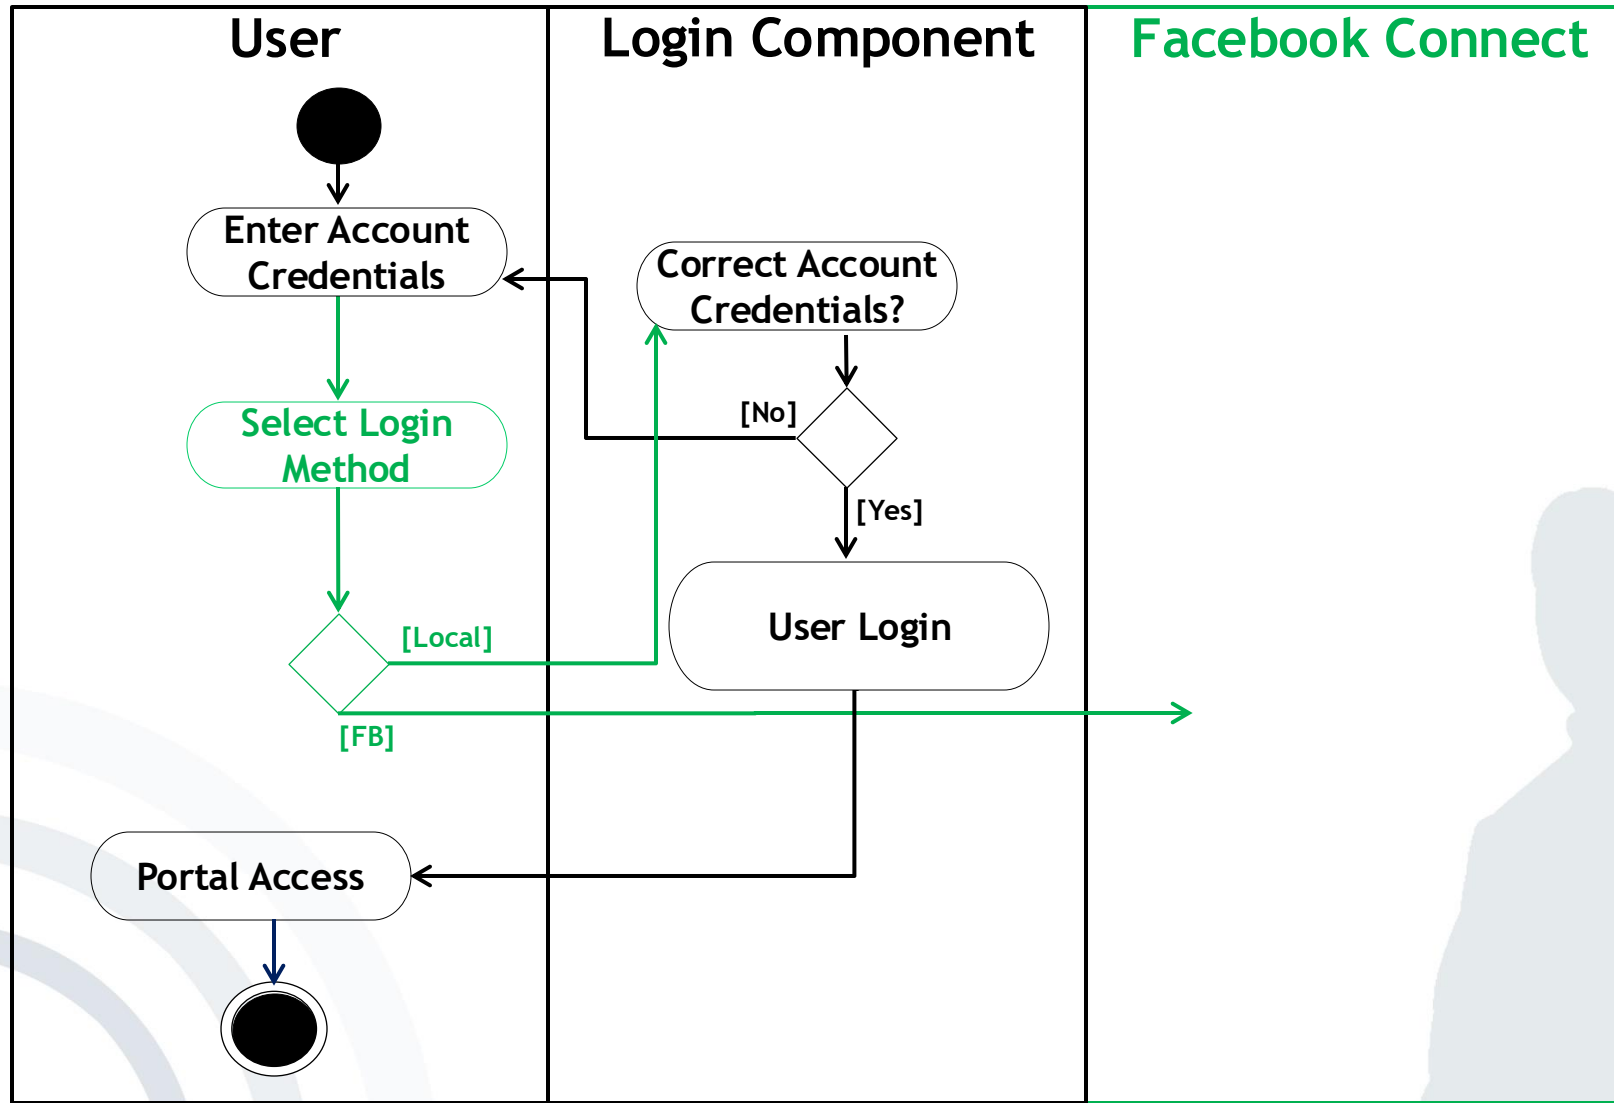 User
Login Component
Facebook Connect
Enter Account
Credentials
Correct Account
Credentials?
[No]
Select Login
Method
[Yes]
[Local]
User Login
[FB]
Portal Access